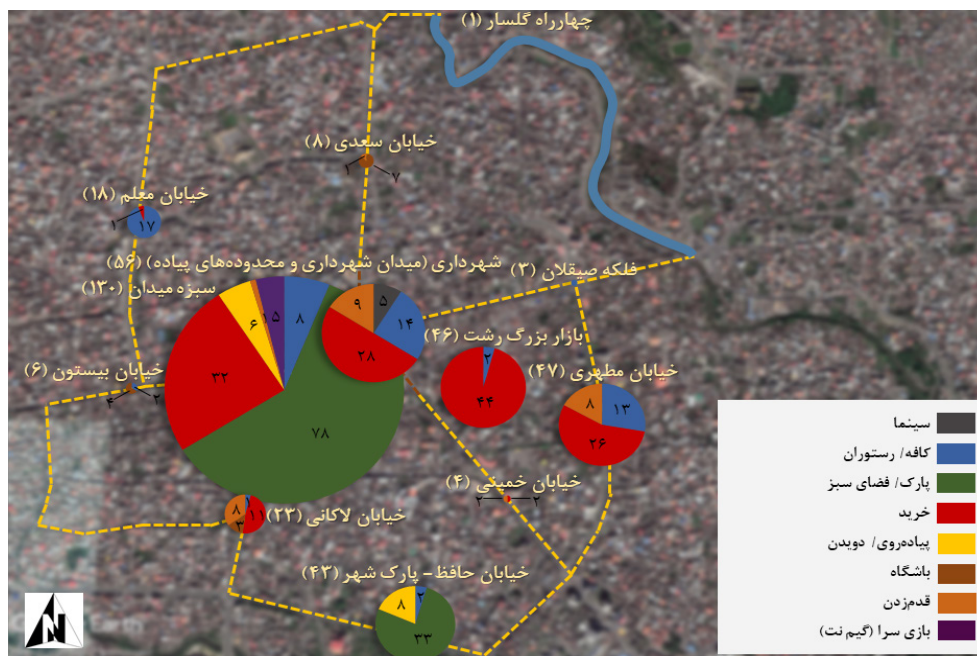 چهارراه گلسار (۱)
خیابان سعدی (۸)
۱
۷
خیابان معلم (۱۸)
۱
۱۷
شهرداری (میدان شهرداری و محدوده‌های پیاده) (۵۶)
فلکه صیقلان (۳)
سبزه میدان (۱۳۰)
۹
۵
۱۴
۲۸
۶
۱۵
۸
۳۲
۷۸
بازار بزرگ رشت (۴۶)
۲
۴۴
خیابان مطهری (۴۷)
۸
۱۳
۲۶
خیابان بیستون (۶)
۴
۲
خیابان خمینی (۴)
۲
۲
خیابان لاکانی (۲۳)
۸
۱
۱۱
۳
خیابان حافظ- پارک شهر (۴۳)
۸
۲
۳۳
سینما
کافه/ رستوران
پارک/ فضای سبز
خرید
پیاده‌روی/ دویدن
باشگاه
قدم‌زدن
بازی سرا (گیم نت)
N